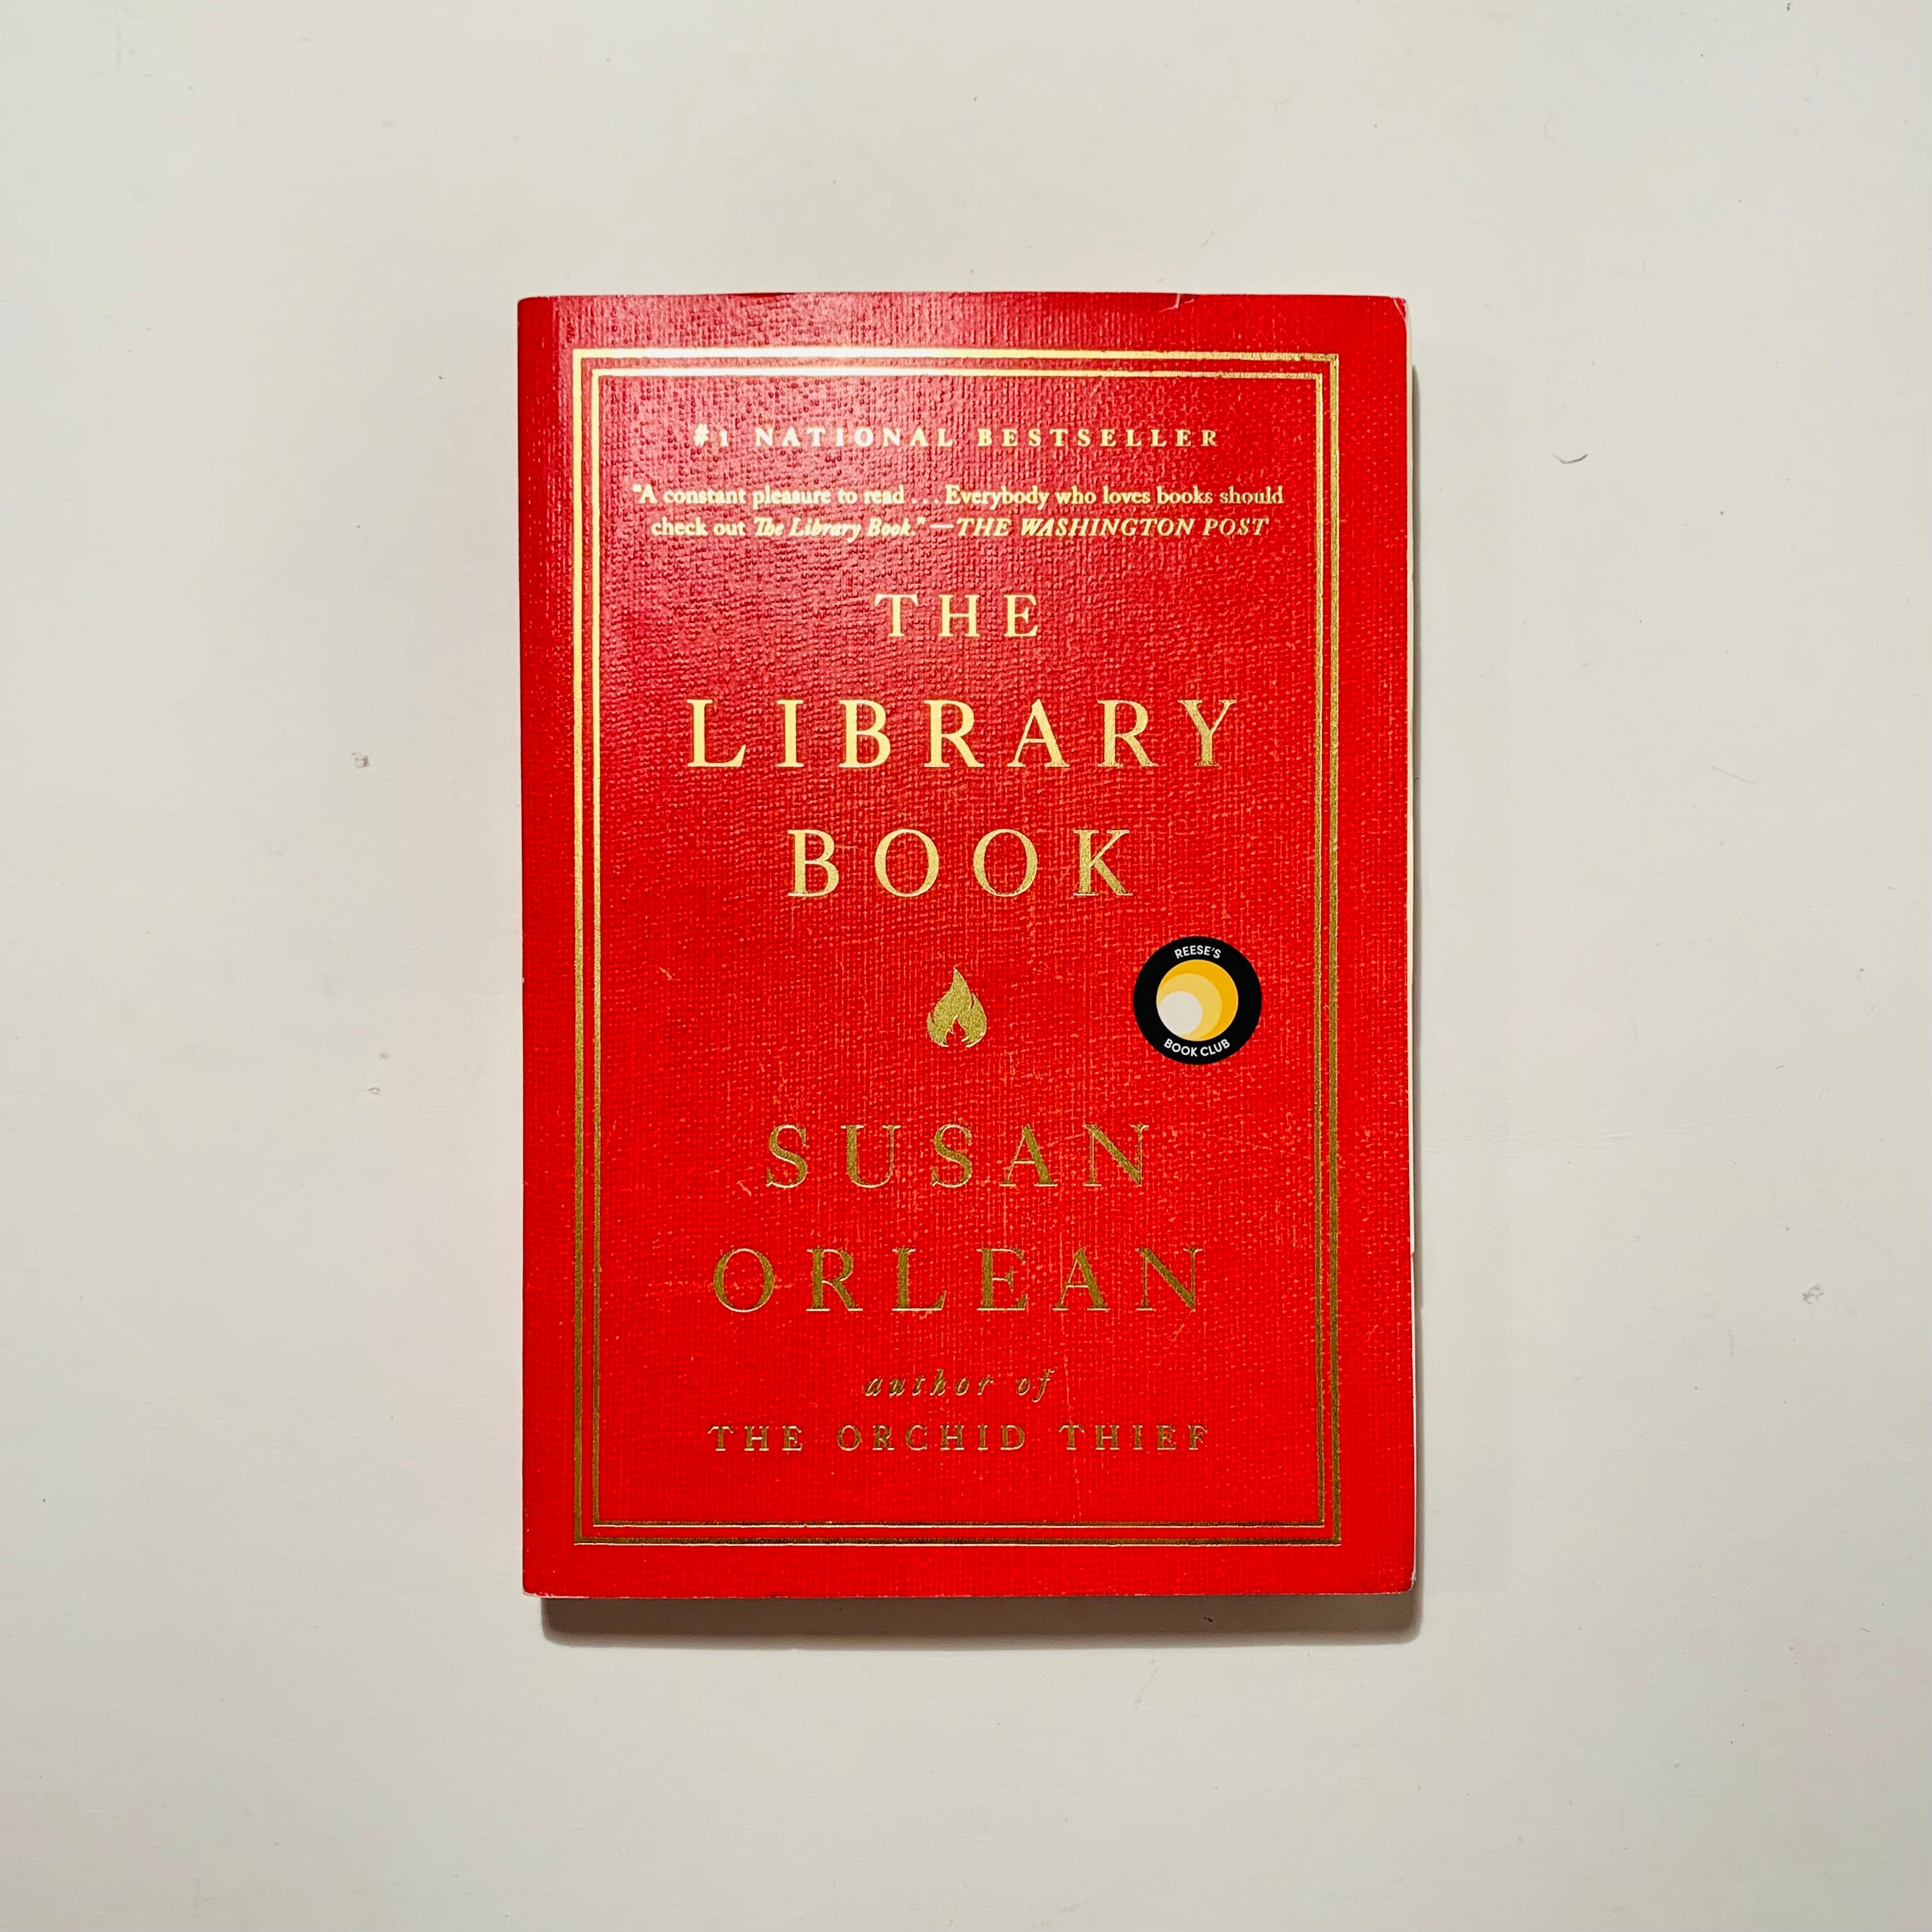 #1 NATIONAL BESTSELLER
“A constant pleasure to read . . . Everybody who loves books should
check out The Library Book.” —THE WASHINGTON POST
THE
LIBRARY
BOOK
REESE'S
BOOK CLUB
SUSAN
ORLEAN
author of
THE ORCHID THIEF